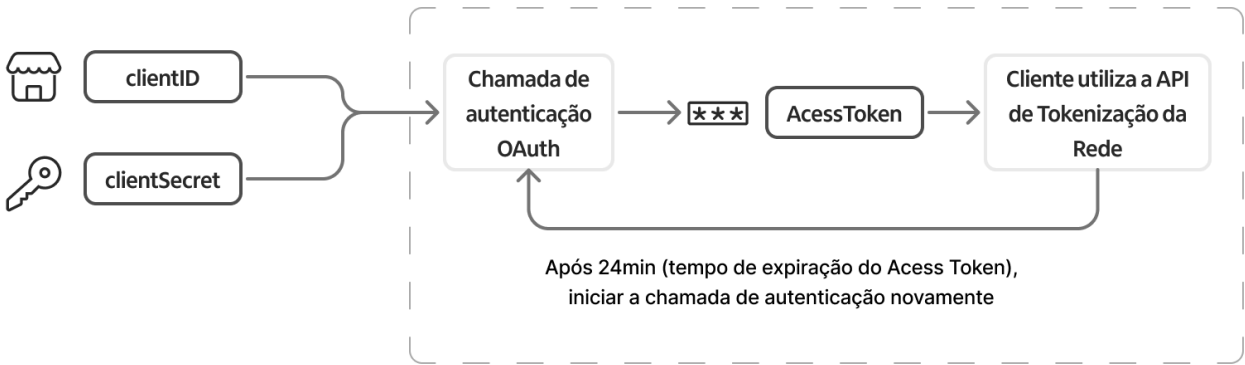 clientID
clientSecret
Chamada de
autenticação
OAuth
***
AcessToken
Cliente utiliza a API
de Tokenização da
Rede
Após 24min (tempo de expiração do Acess Token),
iniciar a chamada de autenticação novamente